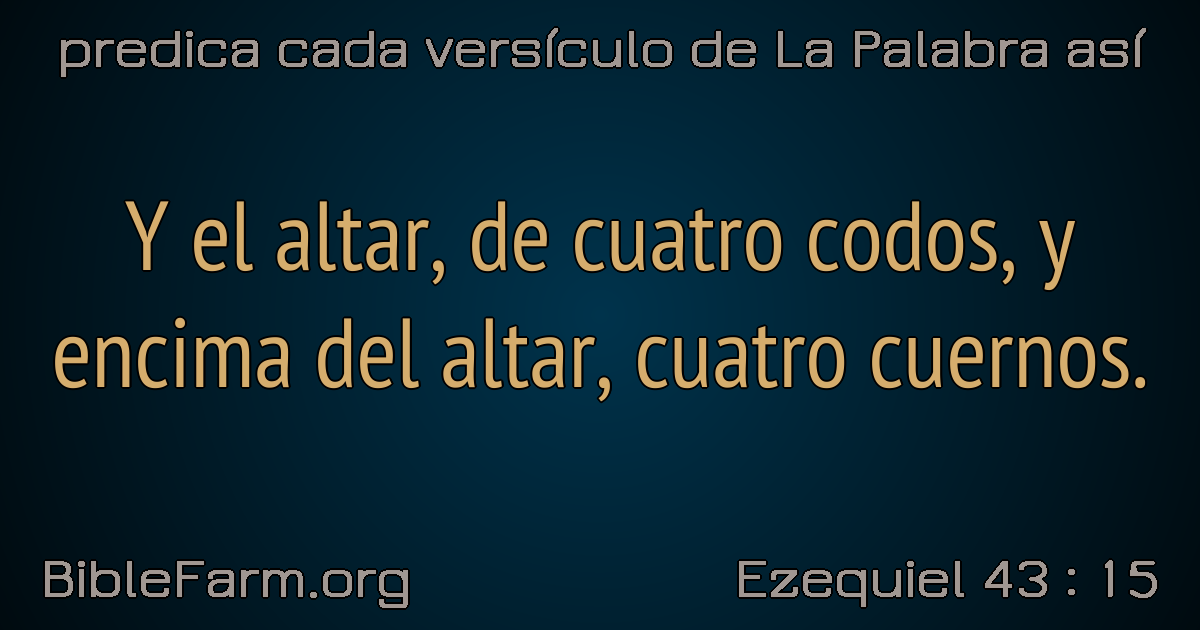 predica cada versículo de La Palabra así
Y el altar, de cuatro codos, y
encima del altar, cuatro cuernos.
BibleFarm.org
Ezequiel 43 : 15